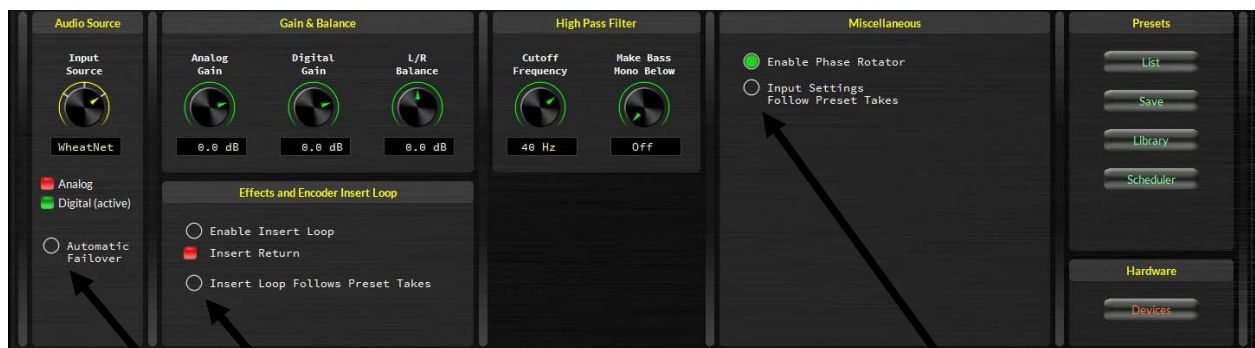 Audio Source
Input
Source
WheatNet
Analog
Digital (active)
Automatic
Failover
Gain & Balance
Analog
Gain
Digital
Gain
L/R
Balance
0.0 dB
0.0 dB
0.0 dB
Effects and Encoder Insert Loop
Enable Insert Loop
Insert Return
Insert Loop Follows Preset Takes
High Pass Filter
Cutoff
Frequency
Make Bass
Mono Below
40 Hz
Off
Miscellaneous
Enable Phase Rotator
Input Settings
Follow Preset Takes
Presets
List
Save
Library
Scheduler
Hardware
Devices